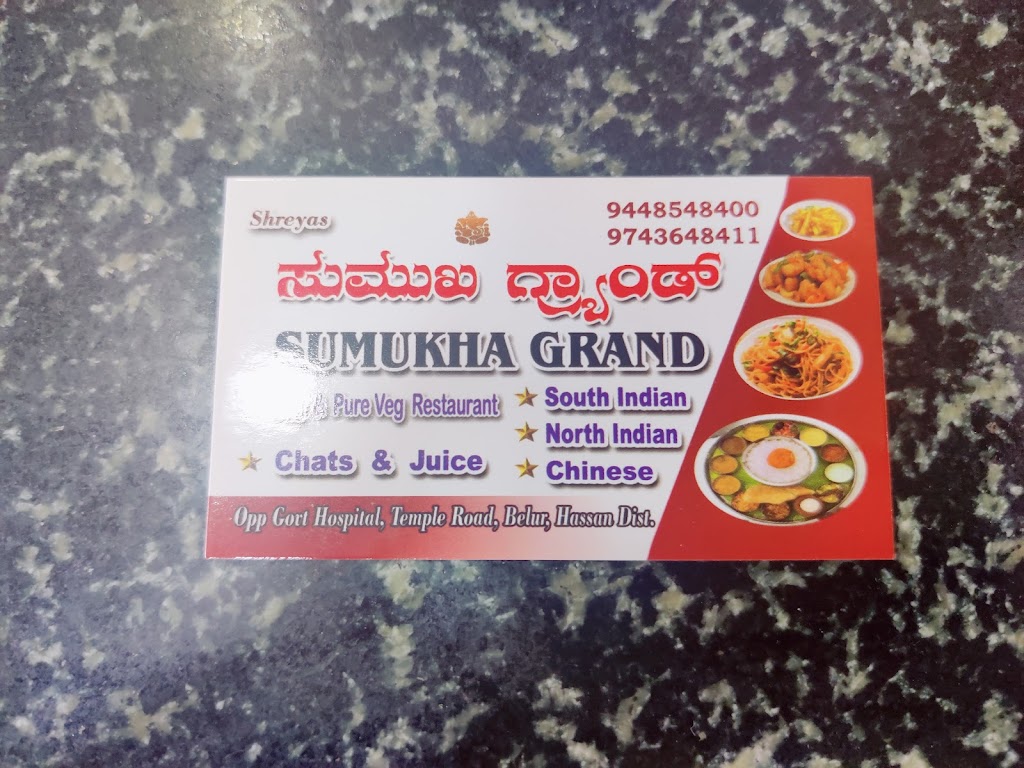 Shreyas
9448548400
9743648411
ಸುಮುಖ ಗ್ರ್ಯಾಂಡ್
SUMUKHA GRAND
Pure Veg Restaurant
Chats & Juice
South Indian
North Indian
Chinese
Opp Gort Hospital, Temple Road, Belur, Hassan Dist.